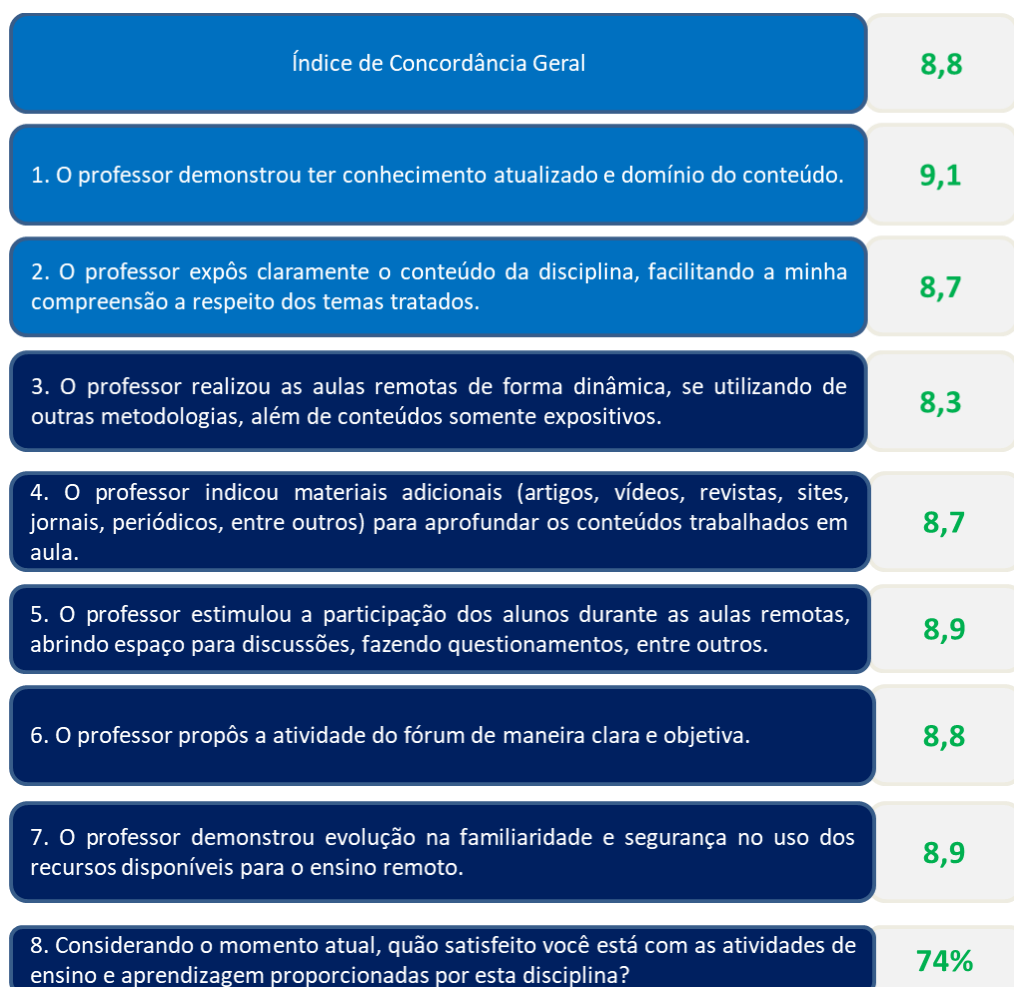 Índice de Concordância Geral
8,8
1. O professor demonstrou ter conhecimento atualizado e domínio do conteúdo.
9,1
2. O professor expôs claramente o conteúdo da disciplina, facilitando a minha
compreensão a respeito dos temas tratados.
8,7
3. O professor realizou as aulas remotas de forma dinâmica, se utilizando de
outras metodologias, além de conteúdos somente expositivos.
8,3
4. O professor indicou materiais adicionais (artigos, vídeos, revistas, sites,
jornais, periódicos, entre outros) para aprofundar os conteúdos trabalhados em
aula.
8,7
5. O professor estimulou a participação dos alunos durante as aulas remotas,
abrindo espaço para discussões, fazendo questionamentos, entre outros.
8,9
6. O professor propôs a atividade do fórum de maneira clara e objetiva.
8,8
7. O professor demonstrou evolução na familiaridade e segurança no uso dos
recursos disponíveis para o ensino remoto.
8,9
8. Considerando o momento atual, quão satisfeito você está com as atividades de
ensino e aprendizagem proporcionadas por esta disciplina?
74%